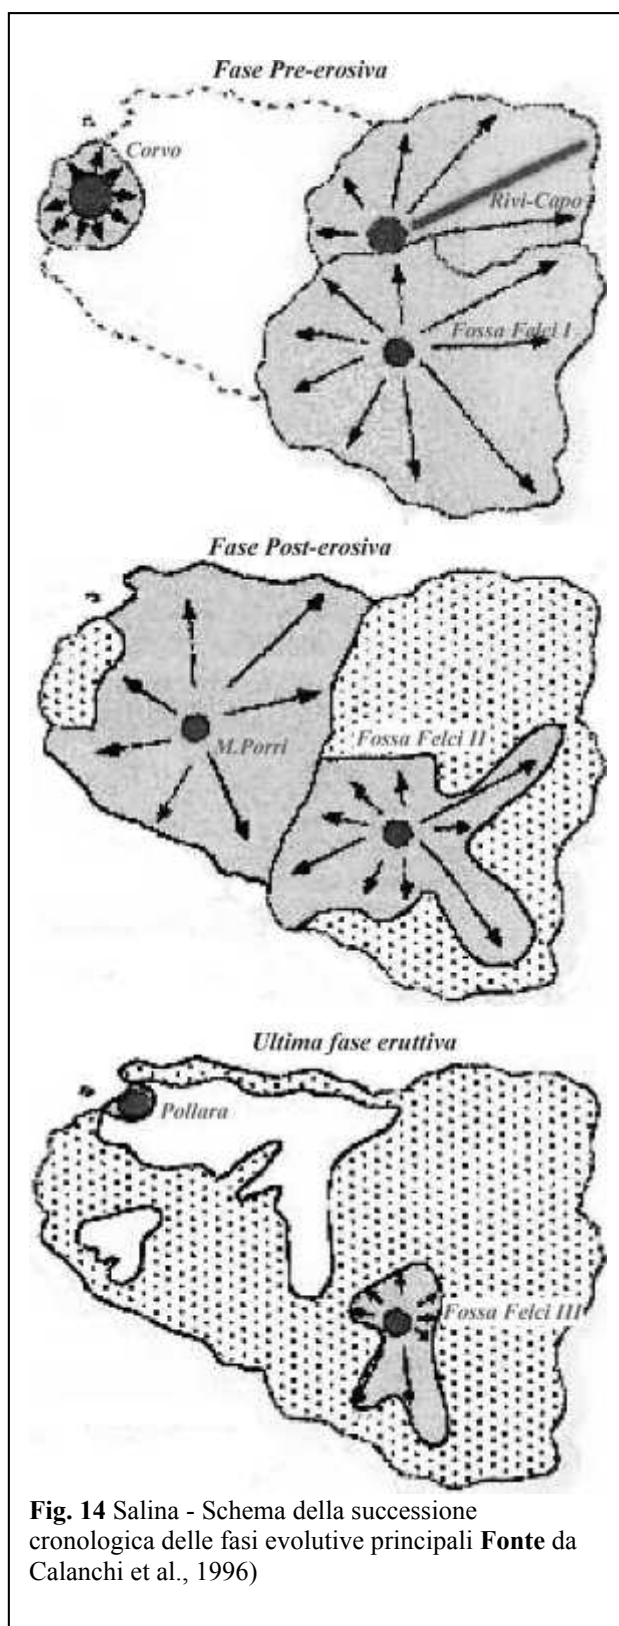 Fase Pre-erosiva
Corvo
Rivi-Capo
Fossa Felci I
Fase Post-erosiva
Fossa Felci II
M.Porri
Ultima fase eruttiva
Pollara
Fossa Felci III
Fig. 14 Salina - Schema della successione
cronologica delle fasi evolutive principali Fonte da
Calanchi et al., 1996)